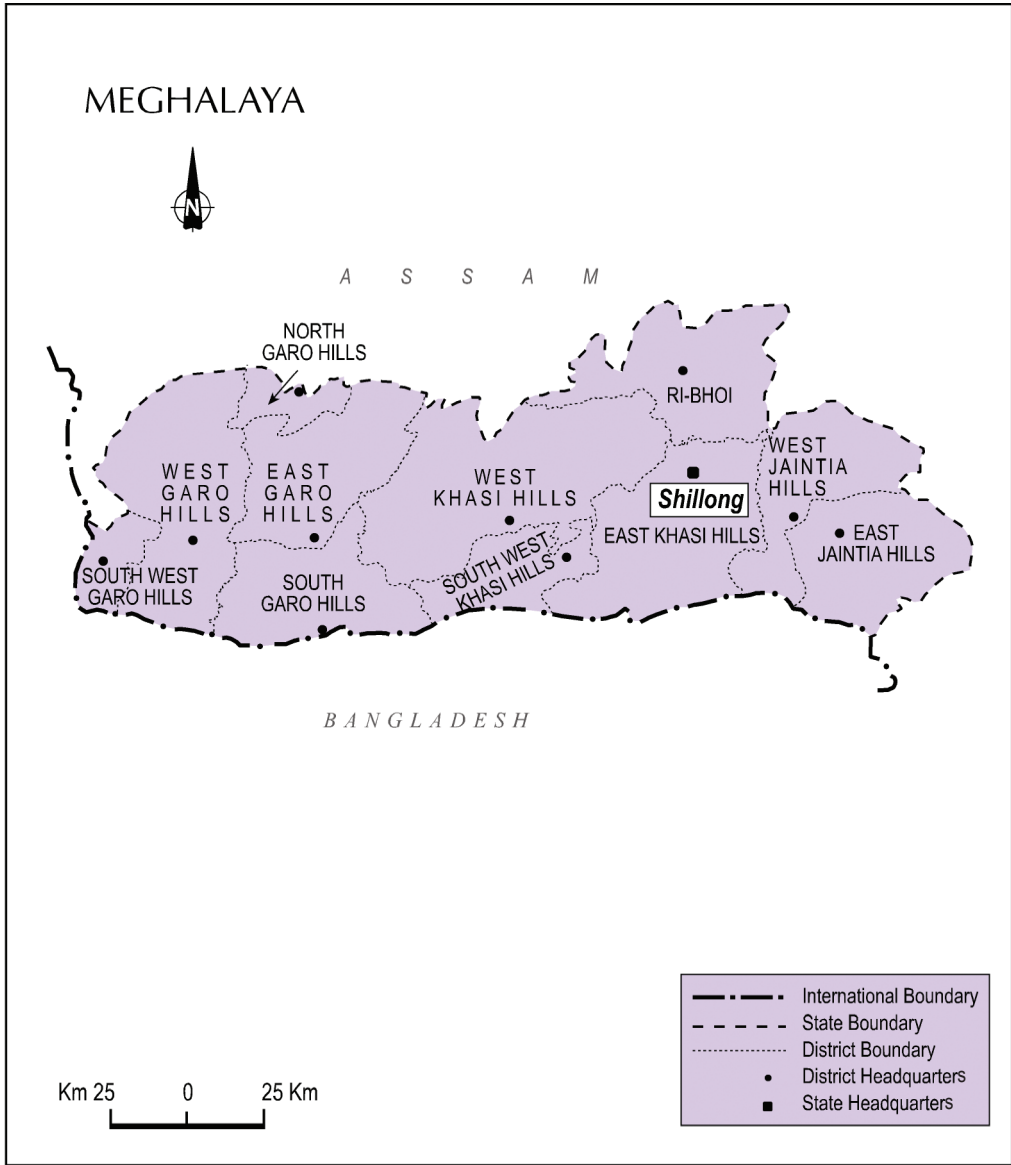 MEGHALAYA
N
A S S A M
NORTH
GARO HILLS
RI-BHOI
WEST
GARO
HILLS
EAST
GARO
HILLS
WEST
KHASI HILLS
Shillong
EAST KHASI HILLS
WEST
JAINTIA
HILLS
EAST
JAINTIA HILLS
SOUTH WEST
GARO HILLS
SOUTH
GARO HILLS
SOUTH WEST
KHASI HILLS
BANGLADESH
International Boundary
State Boundary
District Boundary
District Headquarters
State Headquarters
Km 25 0 25 Km